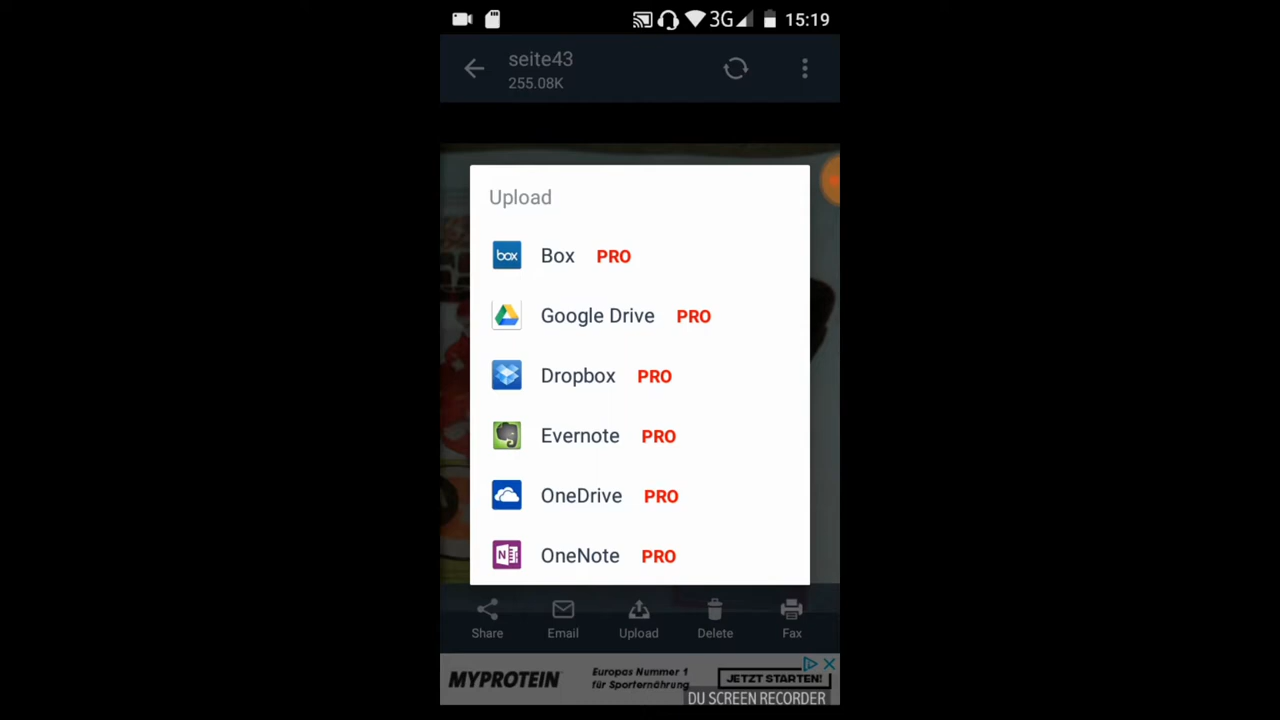 3G 15:19
seite43
255.08K
Upload
box Box PRO
Google Drive PRO
Dropbox PRO
Evernote PRO
OneDrive PRO
N OneNote PRO
Share Email Upload Delete Fax
MYPROTEIN Europas Nummer 1 JETZT STARTEN!
für Sporternährung
DU SCREEN RECORDER